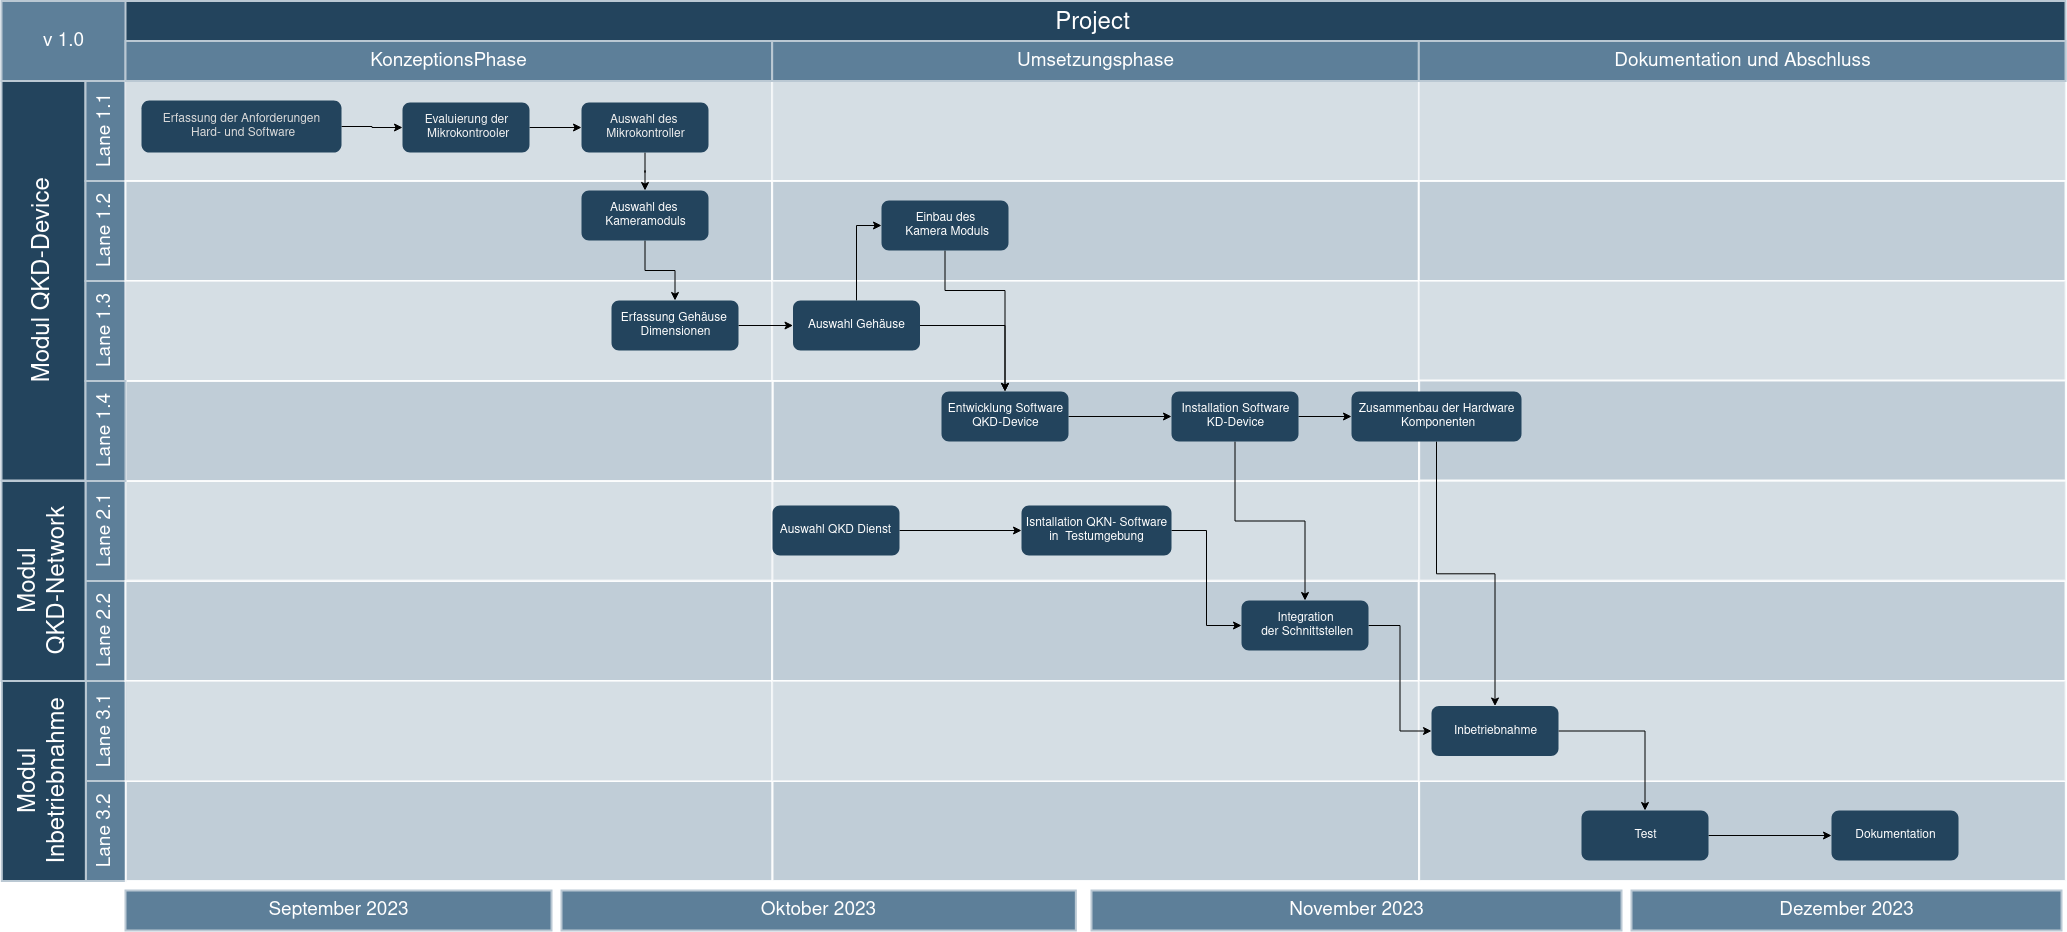 v 1.0
Project
KonzeptionsPhase
Umsetzungsphase
Dokumentation und Abschluss
Modul QKD-Device
Lane 1.1
Erfassung der Anforderungen
Hard- und Software
Evaluierung der
Mikrokontrooler
Auswahl des
Mikrokontroller
Lane 1.2
Auswahl des
Kameramoduls
Einbau des
Kamera Moduls
Lane 1.3
Erfassung Gehäuse
Dimensionen
Auswahl Gehäuse
Lane 1.4
Entwicklung Software
QKD-Device
Installation Software
KD-Device
Zusammenbau der Hardware
Komponenten
Modul
QKD-Network
Lane 2.1
Auswahl QKD Dienst
Isntallation QKN- Software
in Testumgebung
Lane 2.2
Integration
der Schnittstellen
Modul
Inbetriebnahme
Lane 3.1
Inbetriebnahme
Lane 3.2
Test
Dokumentation
September 2023
Oktober 2023
November 2023
Dezember 2023